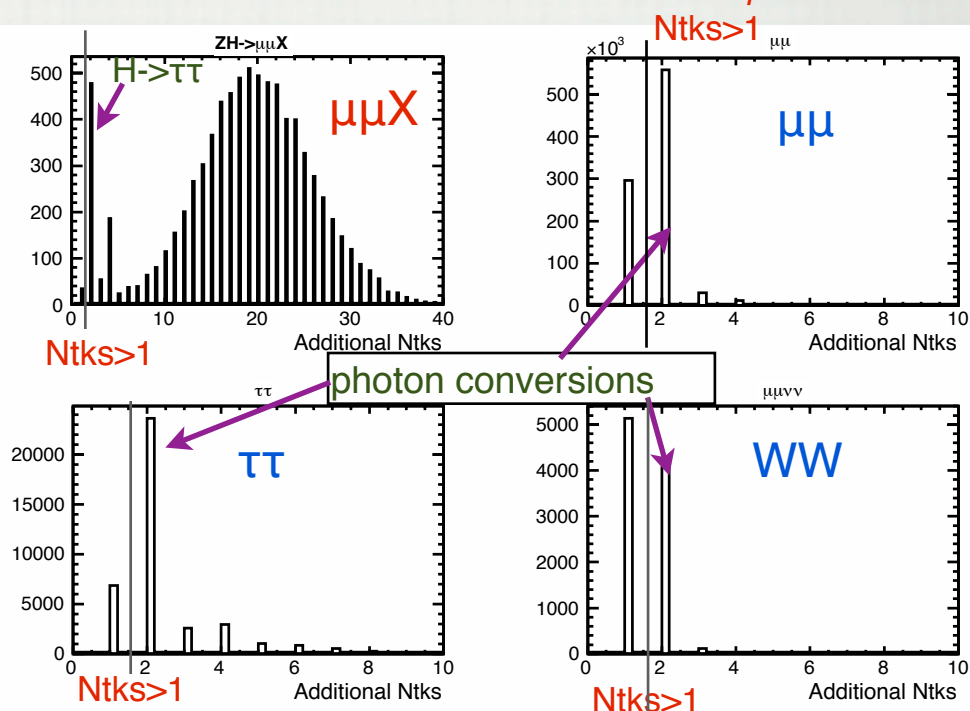 Ntks>1
ZH->μμX
H->ττ
μμX
500
400
300
200
100
0
0 10 20 30 40
Additional Ntks
Ntks>1
×10³
μμ
μμ
500
400
300
200
100
0
0 2 4 6 8 10
Additional Ntks
photon conversions
ττ
ττ
20000
15000
10000
5000
0
0 2 4 6 8 10
Additional Ntks
Ntks>1
μμνν
WW
5000
4000
3000
2000
1000
0
0 2 4 6 8 10
Additional Ntks
Ntks>1